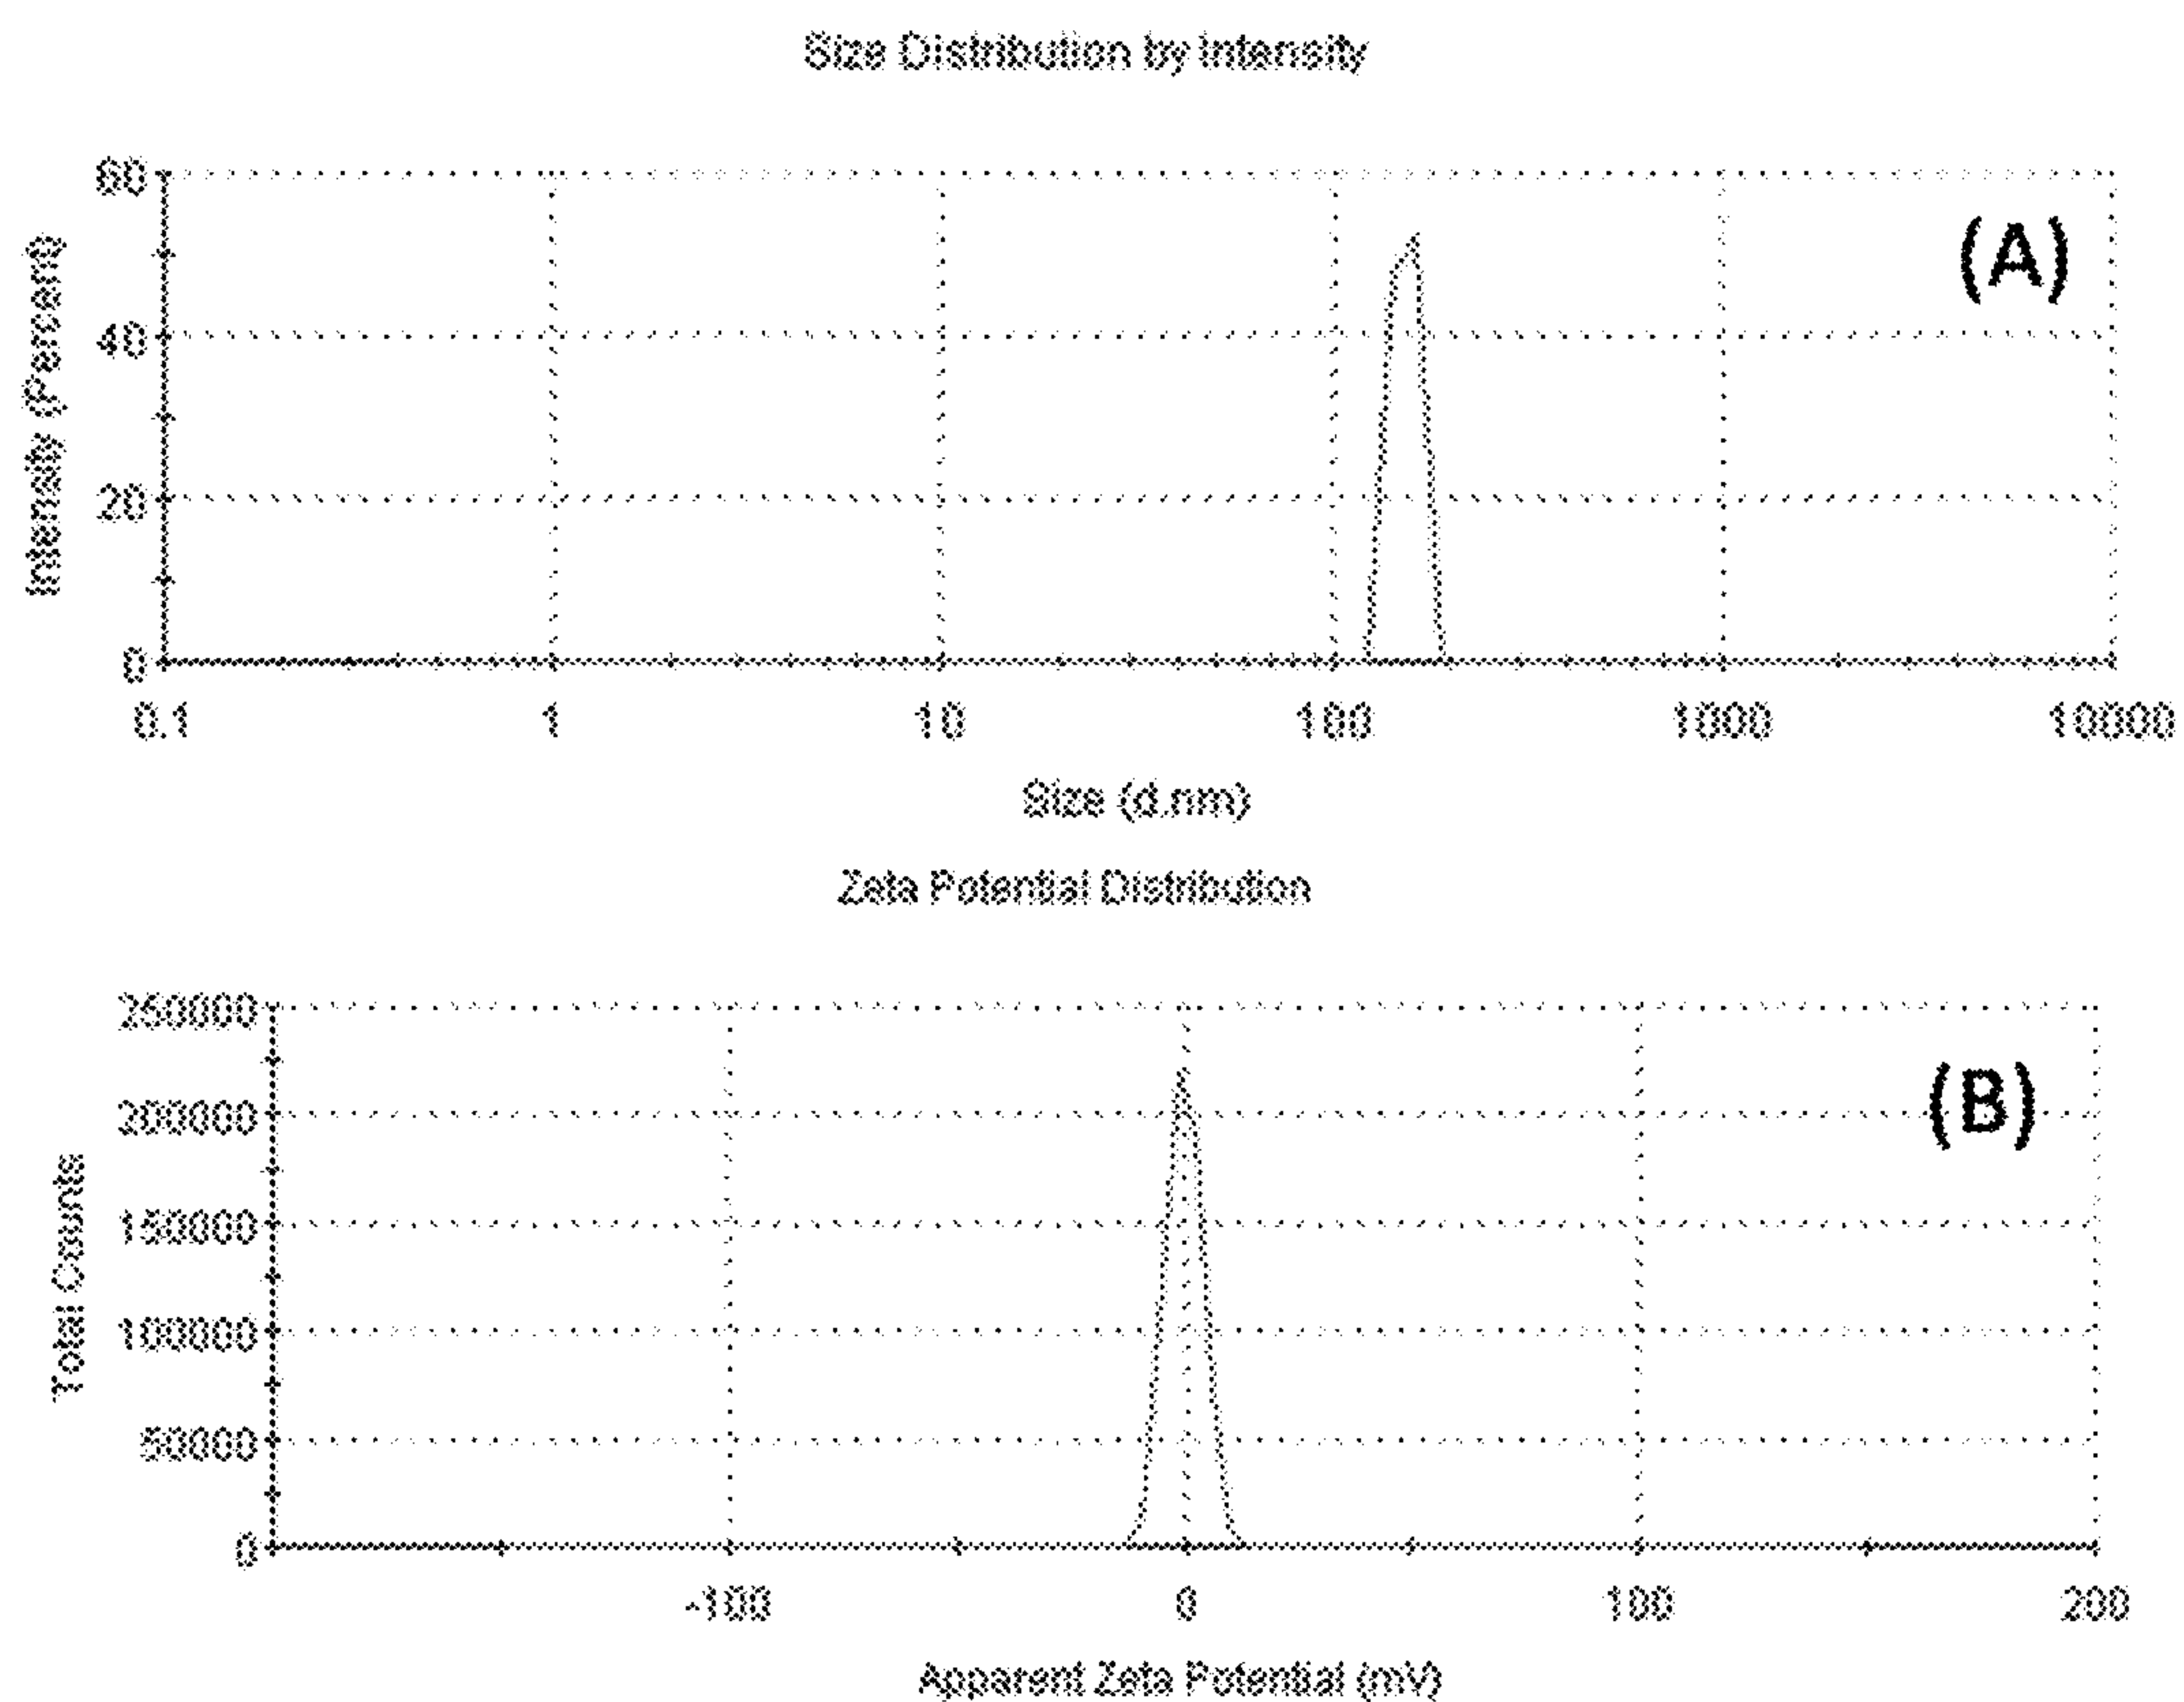 Size Distribution by Intensity
60
(A)
40
20
0
Intensity (Percent)
0.1 1 10 100 1000 10000
Size (d.nm)
Zeta Potential Distribution
250000
(B)
200000
150000
100000
50000
0
Total Counts
-100 0 100 200
Apparent Zeta Potential (mV)